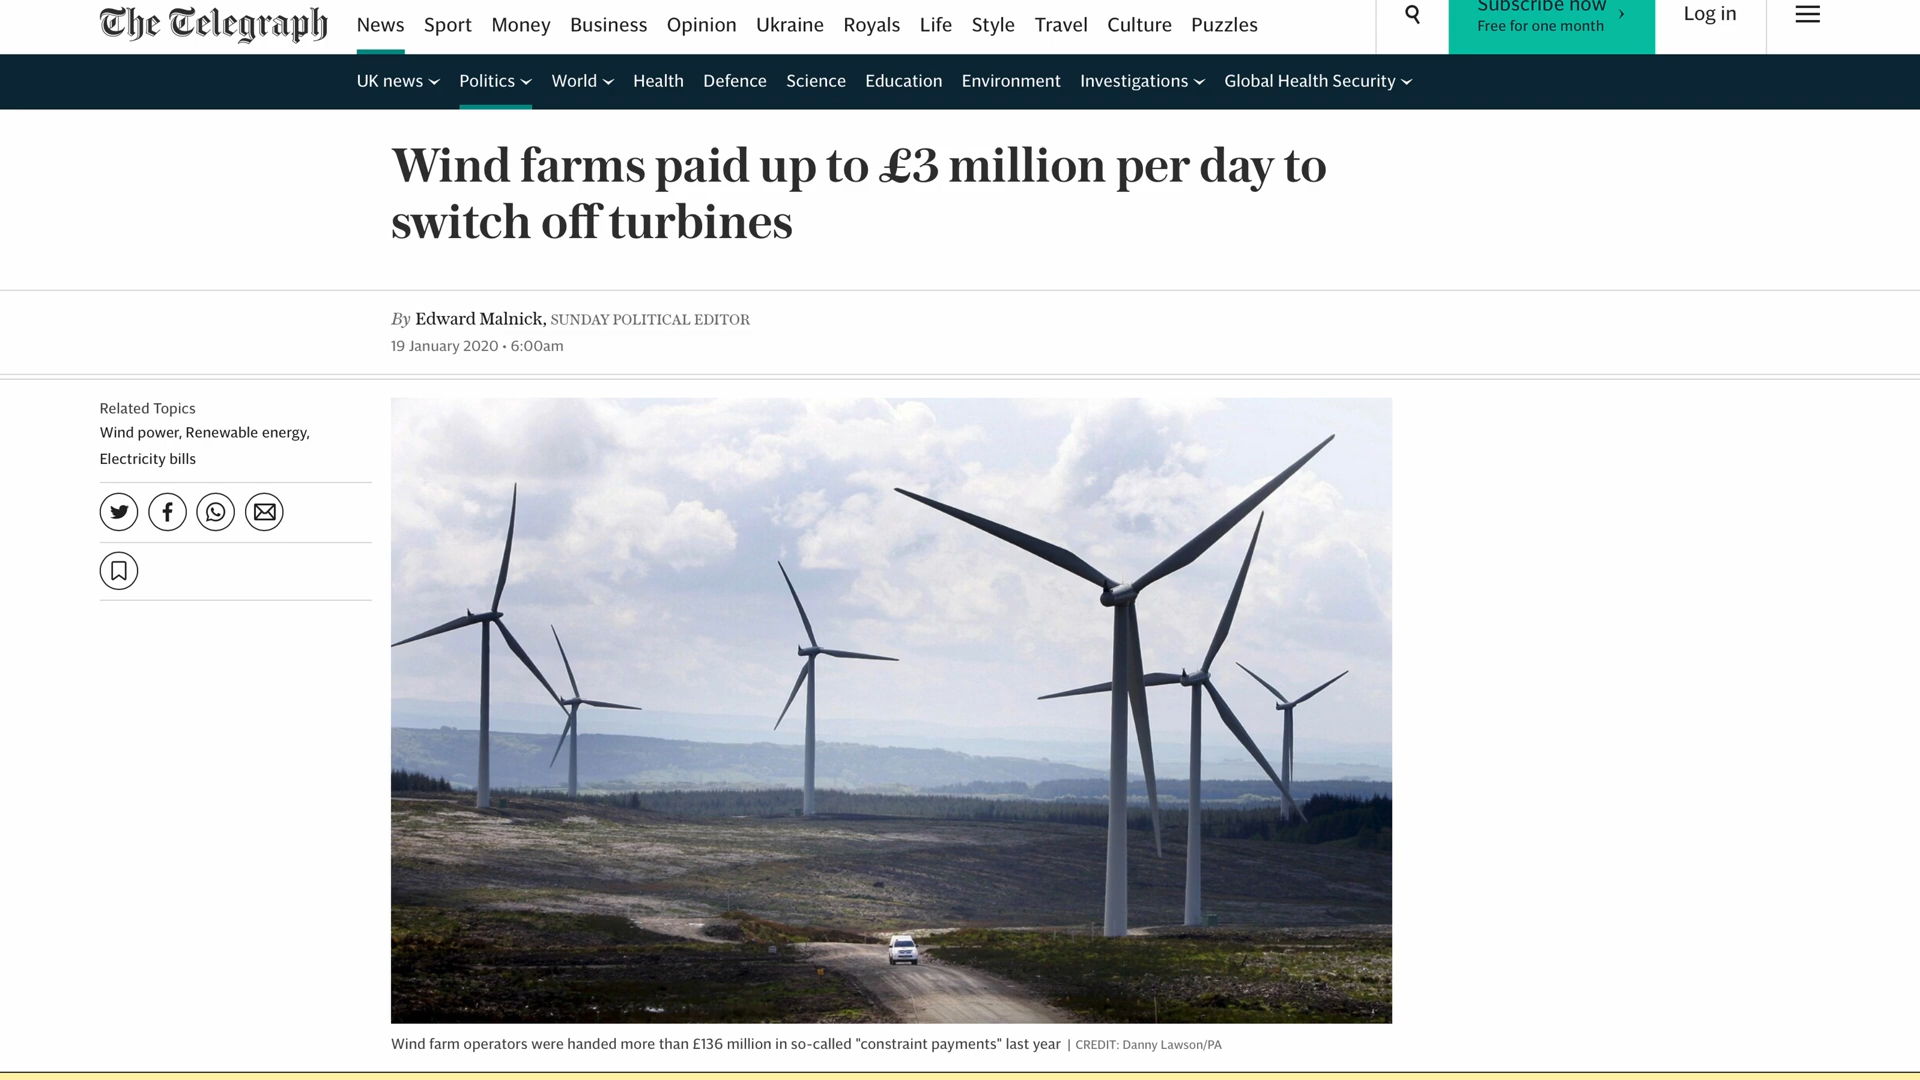 The Telegraph
News Sport Money Business Opinion Ukraine Royals Life Style Travel Culture Puzzles
Subscribe now ›
Free for one month
Log in
UK news Politics World Health Defence Science Education Environment Investigations Global Health Security
Wind farms paid up to £3 million per day to
switch off turbines
By Edward Malnick, SUNDAY POLITICAL EDITOR
19 January 2020 • 6:00am
Related Topics
Wind power, Renewable energy,
Electricity bills
Wind farm operators were handed more than £136 million in so-called "constraint payments" last year | CREDIT: Danny Lawson/PA